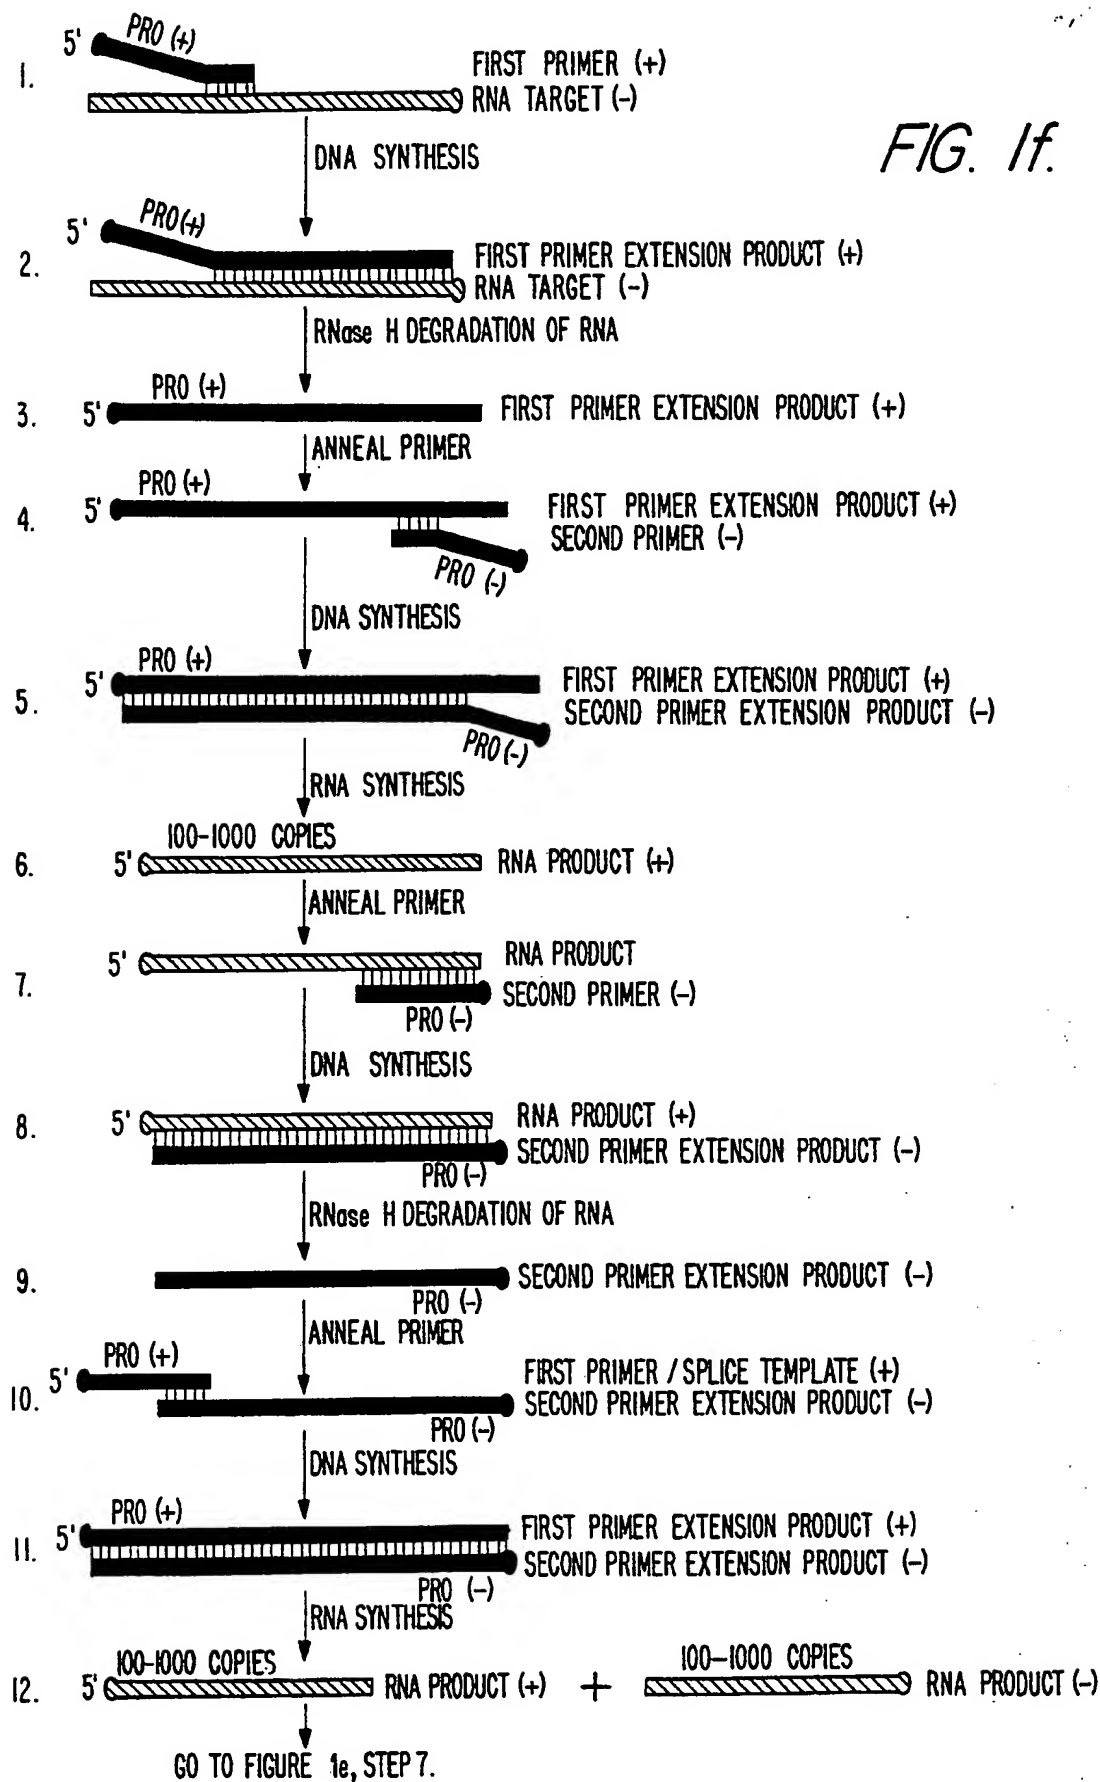 FIG. 1f.
1.
5' PRO (+)
FIRST PRIMER (+)
RNA TARGET (-)
DNA SYNTHESIS
2.
5' PRO (+)
FIRST PRIMER EXTENSION PRODUCT (+)
RNA TARGET (-)
RNase H DEGRADATION OF RNA
3.
PRO (+)
5' FIRST PRIMER EXTENSION PRODUCT (+)
ANNEAL PRIMER
4.
PRO (+)
5' FIRST PRIMER EXTENSION PRODUCT (+)
SECOND PRIMER (-)
PRO (-)
DNA SYNTHESIS
5.
PRO (+)
5' FIRST PRIMER EXTENSION PRODUCT (+)
SECOND PRIMER EXTENSION PRODUCT (-)
PRO (-)
RNA SYNTHESIS
100-1000 COPIES
6. 5' RNA PRODUCT (+)
ANNEAL PRIMER
7.
5' RNA PRODUCT
SECOND PRIMER (-)
PRO (-)
DNA SYNTHESIS
8.
5' RNA PRODUCT (+)
SECOND PRIMER EXTENSION PRODUCT (-)
PRO (-)
RNase H DEGRADATION OF RNA
9. SECOND PRIMER EXTENSION PRODUCT (-)
PRO (-)
ANNEAL PRIMER
10.
PRO (+)
5' FIRST PRIMER / SPLICE TEMPLATE (+)
SECOND PRIMER EXTENSION PRODUCT (-)
PRO (-)
DNA SYNTHESIS
11.
PRO (+)
5' FIRST PRIMER EXTENSION PRODUCT (+)
SECOND PRIMER EXTENSION PRODUCT (-)
PRO (-)
RNA SYNTHESIS
100-1000 COPIES 100-1000 COPIES
12. 5' RNA PRODUCT (+) + RNA PRODUCT (-)
GO TO FIGURE 1e, STEP 7.